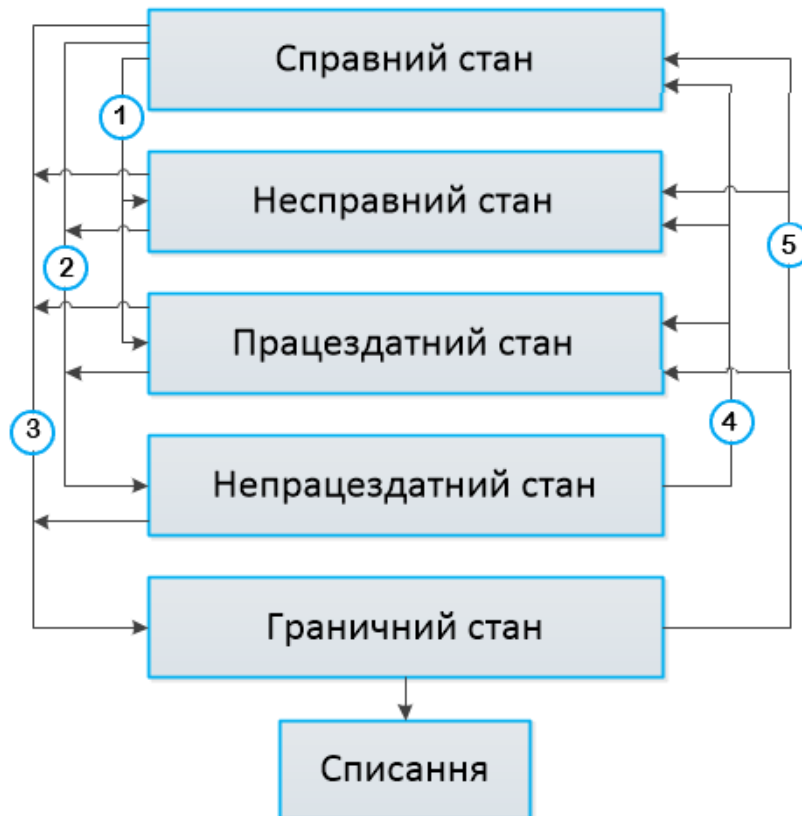 Справний стан
1
Несправний стан
2
5
Працездатний стан
3
4
Непрацездатний стан
Граничний стан
Списання